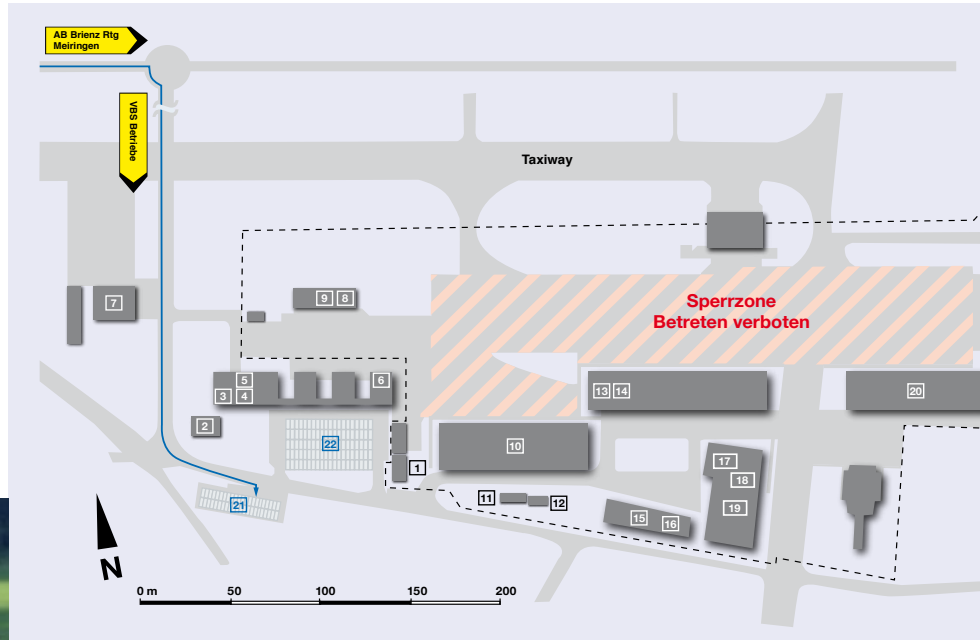 AB Brienz Rtg
Meiringen
VBS Betriebe
Taxiway
Sperrzone
Betreten verboten
7
9 8
5
6
3 4
13 14
20
2
22
10
1
17
18
21
11
12
15
16
19
N
0 m 50 100 150 200